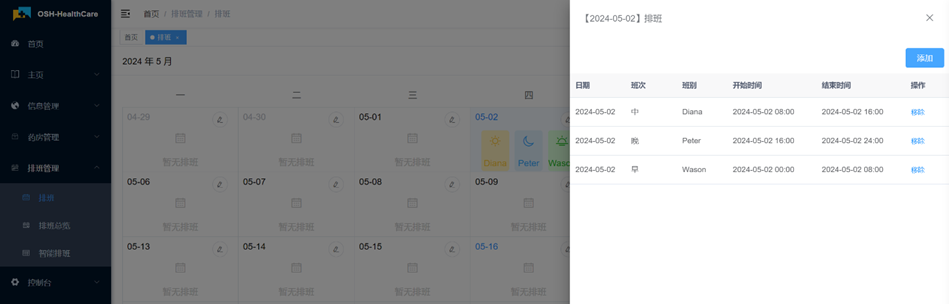 OSH-HealthCare
首页
主页
信息管理
药房管理
排班管理
排班
排班总览
智能排班
控制台
首页 / 排班管理 / 排班
首页 排班 ×
2024 年 5 月
一 二 三 四
04-29 04-30 05-01 05-02
暂无排班 暂无排班 暂无排班 Diana Peter Waso
05-06 05-07 05-08 05-09
暂无排班 暂无排班 暂无排班 暂无排班
05-13 05-14 05-15 05-16
暂无排班 暂无排班 暂无排班
【2024-05-02】排班
添加
日期 班次 班别 开始时间 结束时间 操作
2024-05-02 中 Diana 2024-05-02 08:00 2024-05-02 16:00 移除
2024-05-02 晚 Peter 2024-05-02 16:00 2024-05-02 24:00 移除
2024-05-02 早 Wason 2024-05-02 00:00 2024-05-02 08:00 移除